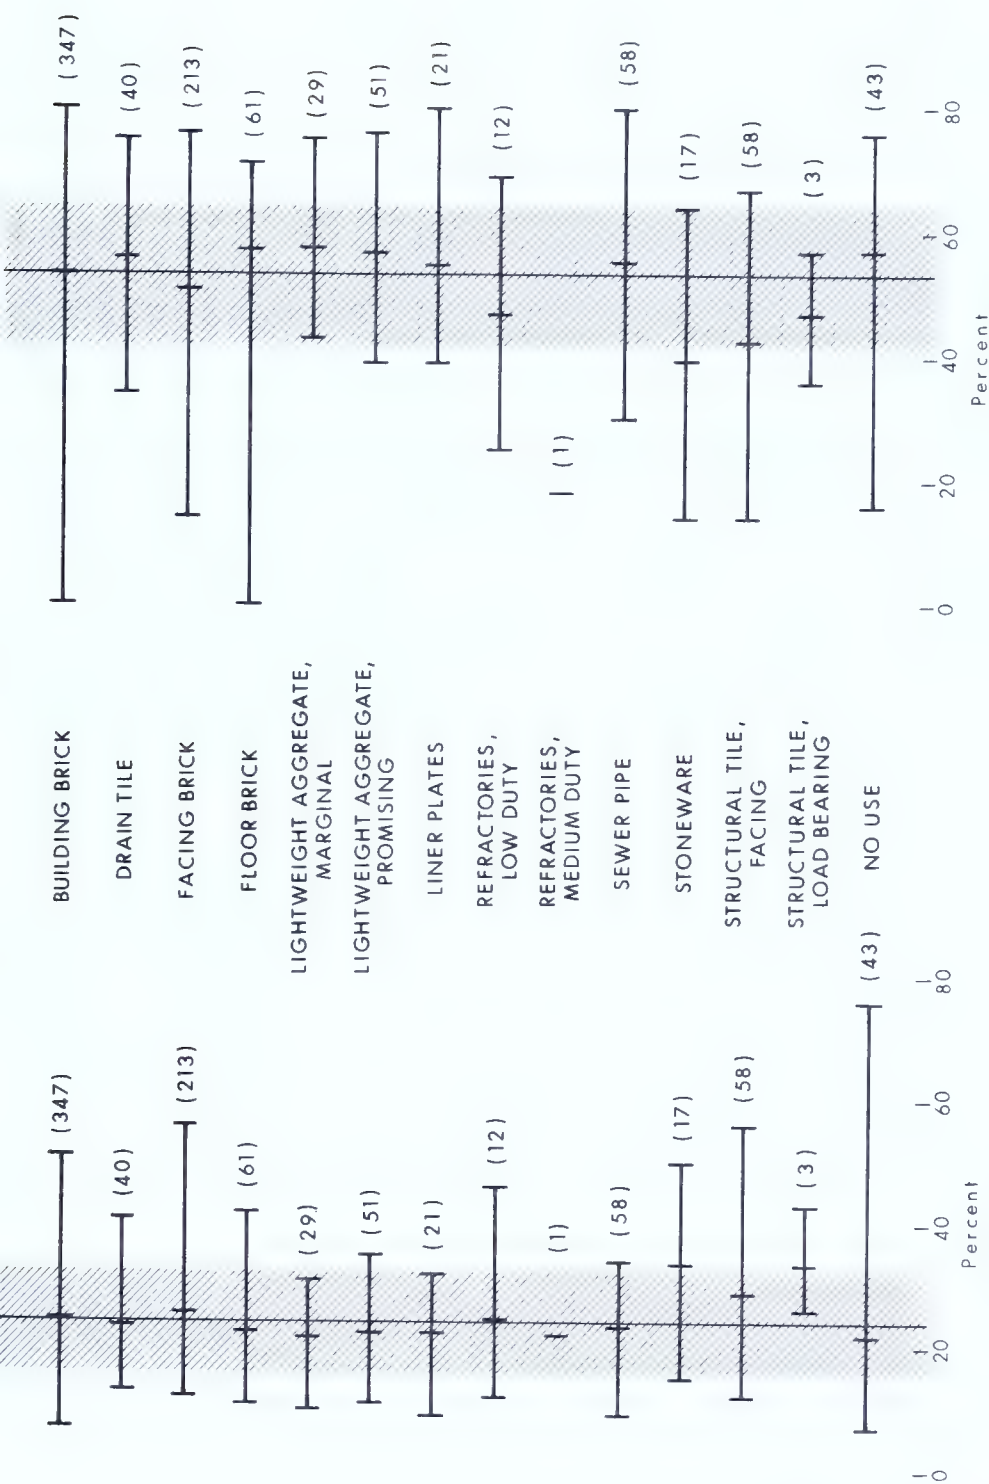 (347)
(40)
(213)
(61)
(29)
(51)
(21)
(12)
(1)
(58)
(17)
(58)
(3)
(43)
0
20
40
60
80
Percent
BUILDING BRICK
DRAIN TILE
FACING BRICK
FLOOR BRICK
LIGHTWEIGHT AGGREGATE,
MARGINAL
LIGHTWEIGHT AGGREGATE,
PROMISING
LINER PLATES
REFRACTORIES,
LOW DUTY
REFRACTORIES,
MEDIUM DUTY
SEWER PIPE
STONEWARE
STRUCTURAL TILE,
FACING
STRUCTURAL TILE,
LOAD BEARING
NO USE
(347)
(40)
(213)
(61)
(29)
(51)
(21)
(12)
(1)
(58)
(17)
(58)
(3)
(43)
0
20
40
60
80
Percent